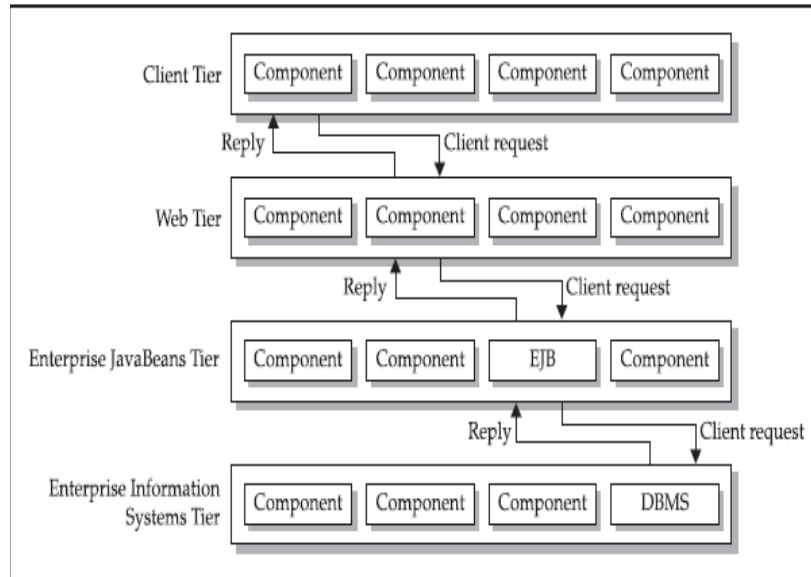 Client Tier
Component Component Component Component
Reply
Client request
Web Tier
Component Component Component Component
Reply
Client request
Enterprise JavaBeans Tier
Component Component EJB Component
Reply
Client request
Enterprise Information
Systems Tier
Component Component Component DBMS